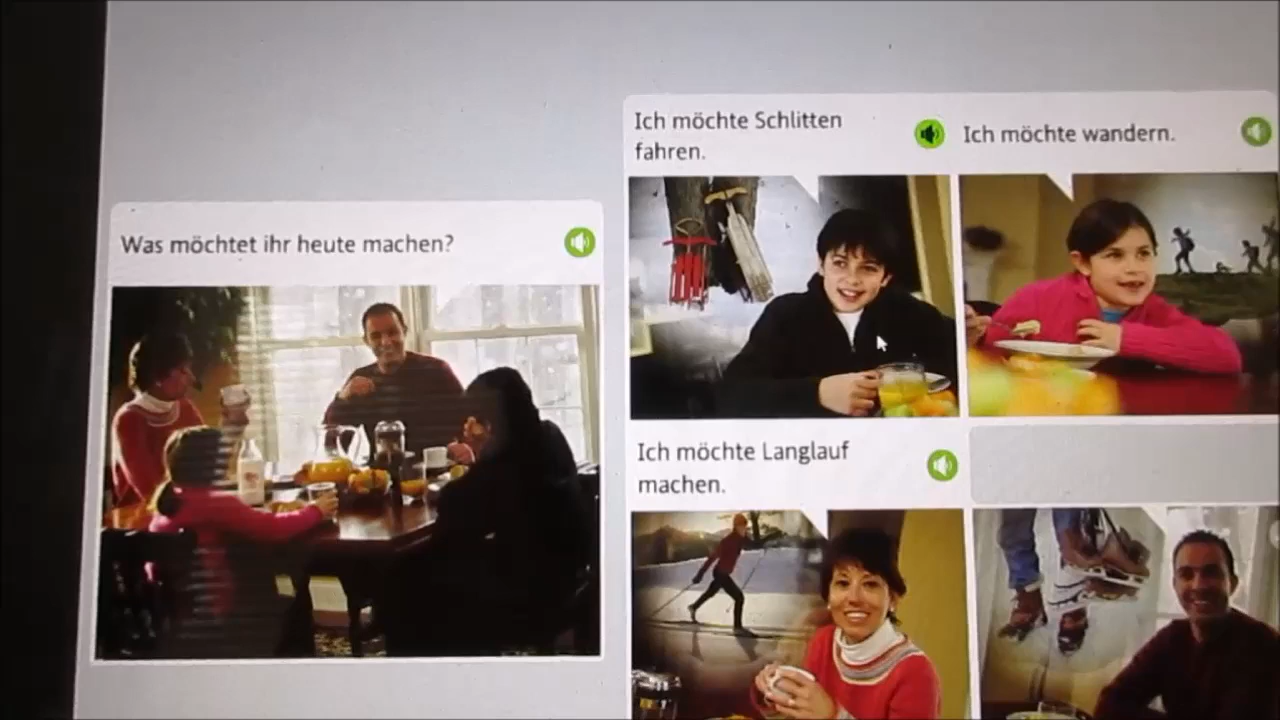 Was möchtet ihr heute machen?
Ich möchte Schlitten
fahren.
Ich möchte wandern.
Ich möchte Langlauf
machen.